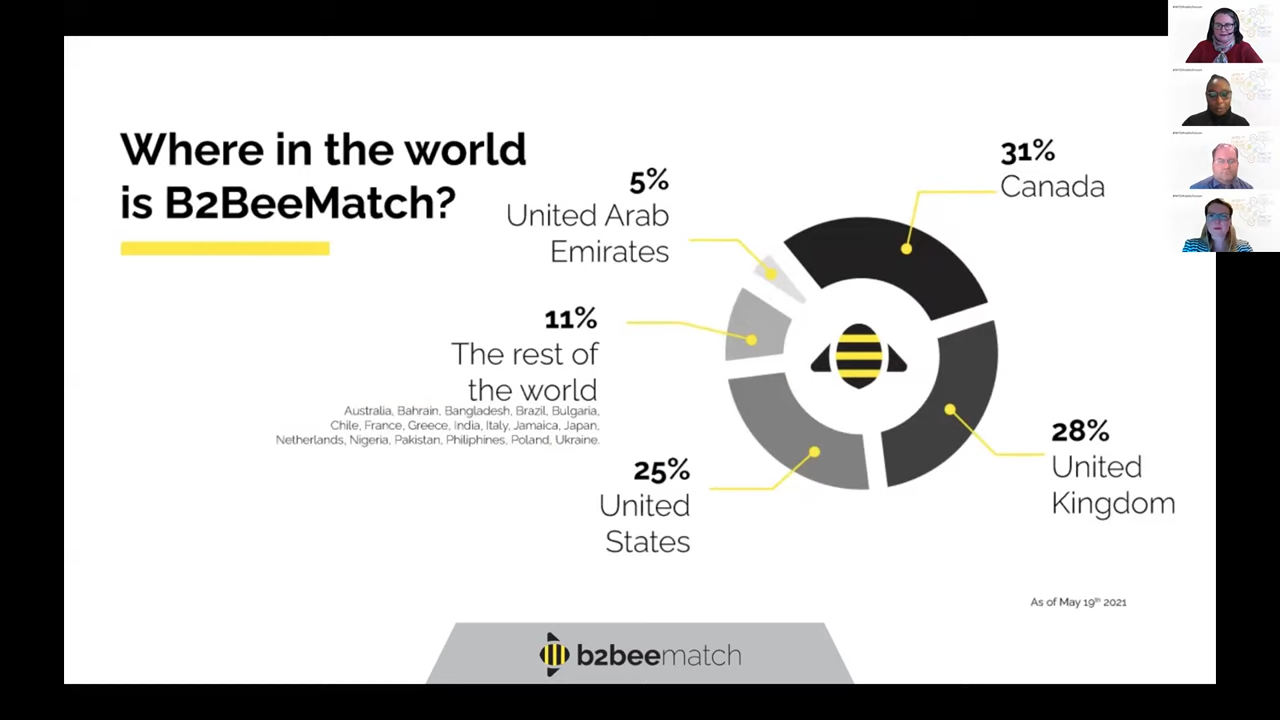 Where in the world
is B2BeeMatch?
5%
United Arab
Emirates
31%
Canada
11%
The rest of
the world
Australia, Bahrain, Bangladesh, Brazil, Bulgaria,
Chile, France, Greece, India, Italy, Jamaica, Japan,
Netherlands, Nigeria, Pakistan, Philiphines, Poland, Ukraine.
28%
United
Kingdom
25%
United
States
As of May 19th 2021
b2beematch